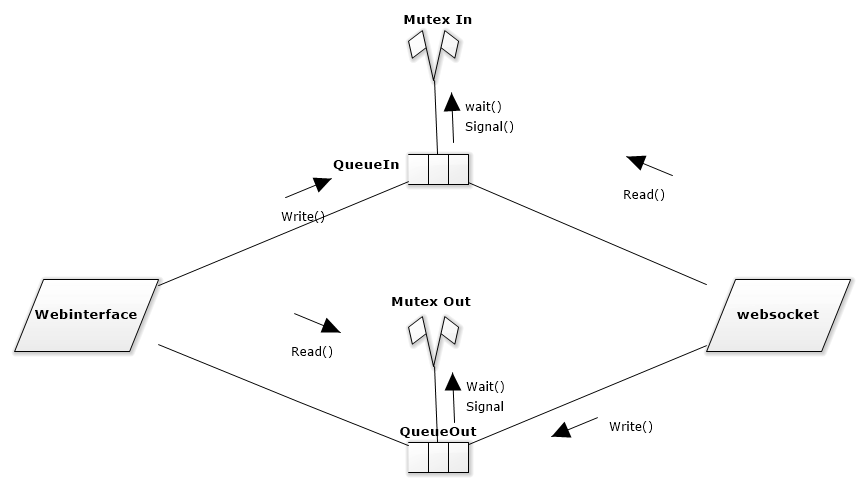 Mutex In
wait()
Signal()
QueueIn
Read()
Write()
Webinterface
Mutex Out
websocket
Read()
Wait()
Signal
QueueOut
Write()